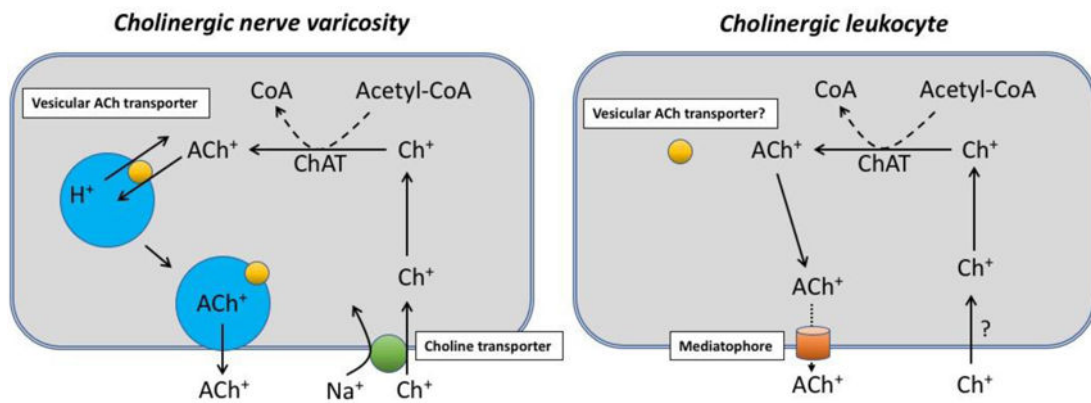 Cholinergic nerve varicosity
Vesicular ACh transporter
CoA
Acetyl-CoA
ACh⁺
ChAT
Ch⁺
H⁺
Ch⁺
ACh⁺
Choline transporter
ACh⁺
Na⁺
Ch⁺
Cholinergic leukocyte
Vesicular ACh transporter?
CoA
Acetyl-CoA
ACh⁺
ChAT
Ch⁺
Ch⁺
ACh⁺
?
Mediatophore
ACh⁺
Ch⁺